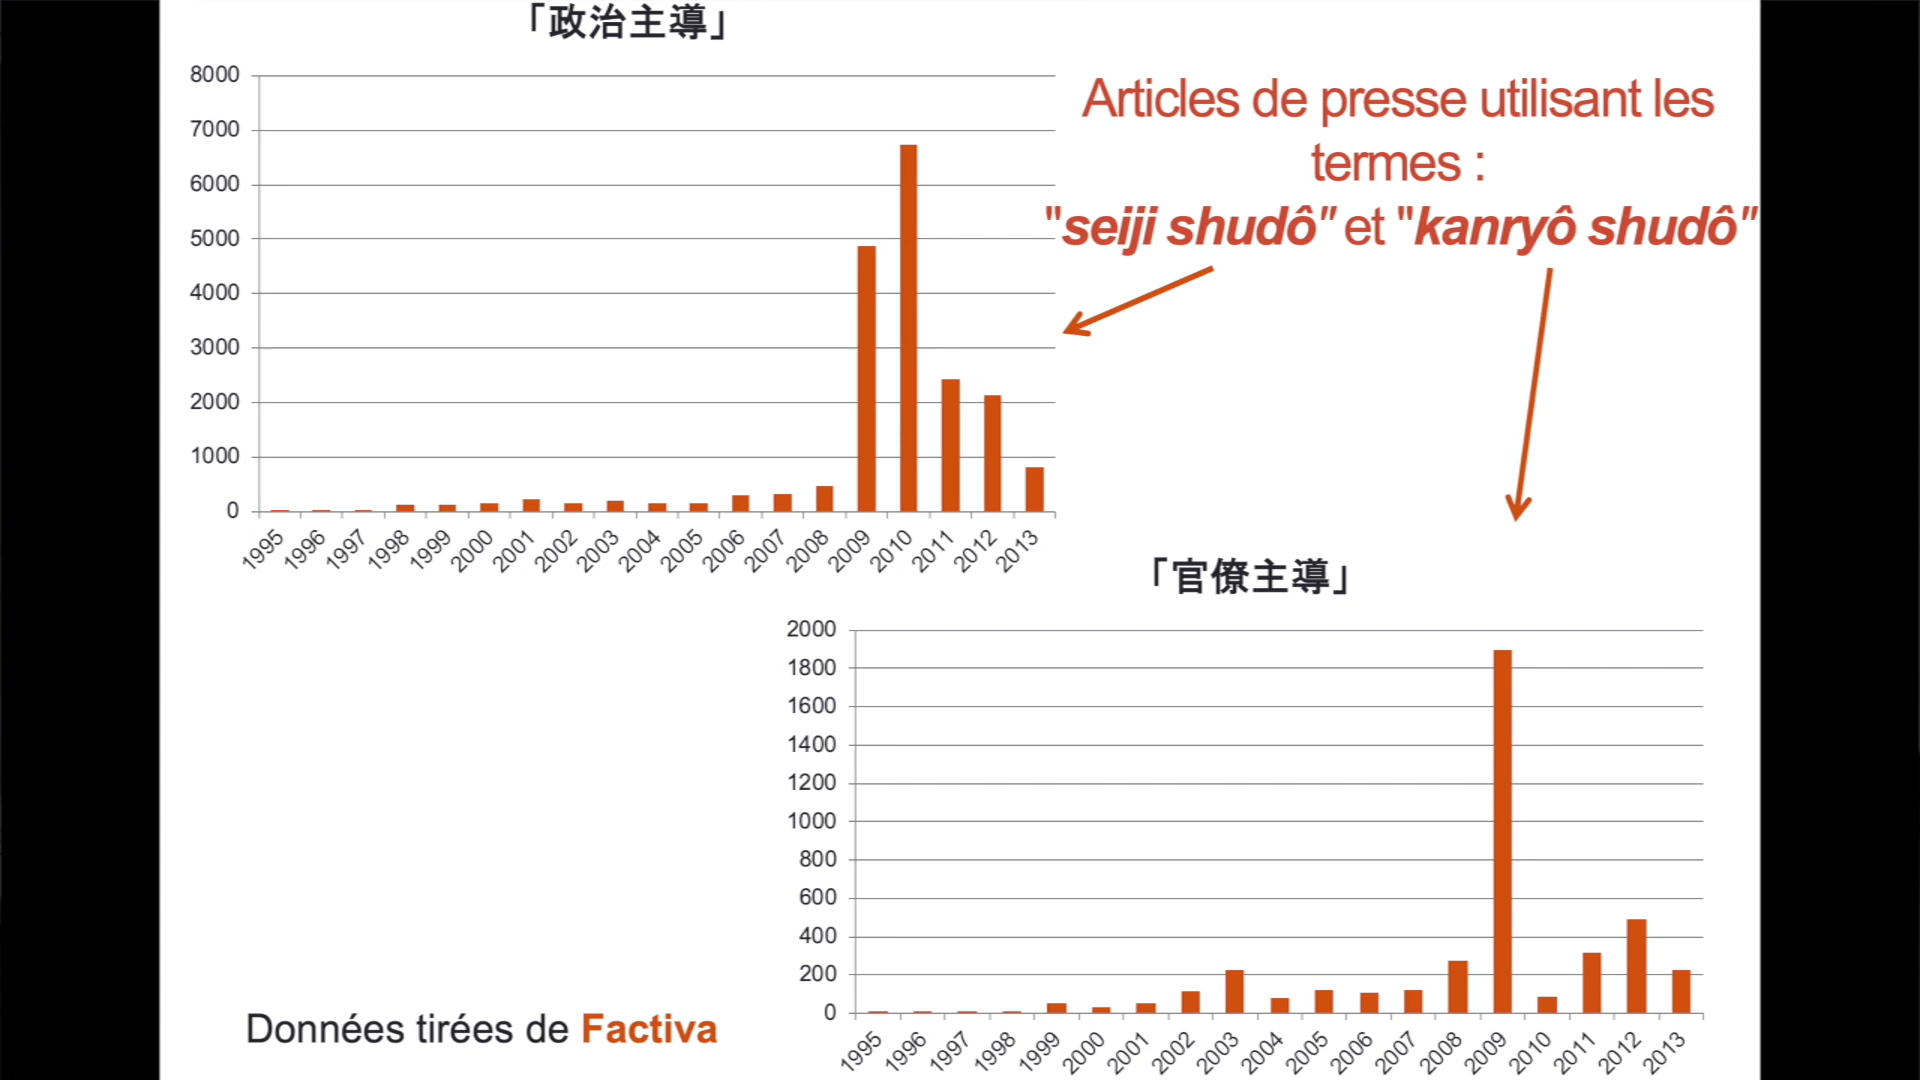 「政治主導」
8000
7000
6000
5000
4000
3000
2000
1000
0
1995 1996 1997 1998 1999 2000 2001 2002 2003 2004 2005 2006 2007 2008 2009 2010 2011 2012 2013
Articles de presse utilisant les
termes :
"seiji shudô" et "kanryô shudô"
「官僚主導」
2000
1800
1600
1400
1200
1000
800
600
400
200
0
1995 1996 1997 1998 1999 2000 2001 2002 2003 2004 2005 2006 2007 2008 2009 2010 2011 2012 2013
Données tirées de Factiva